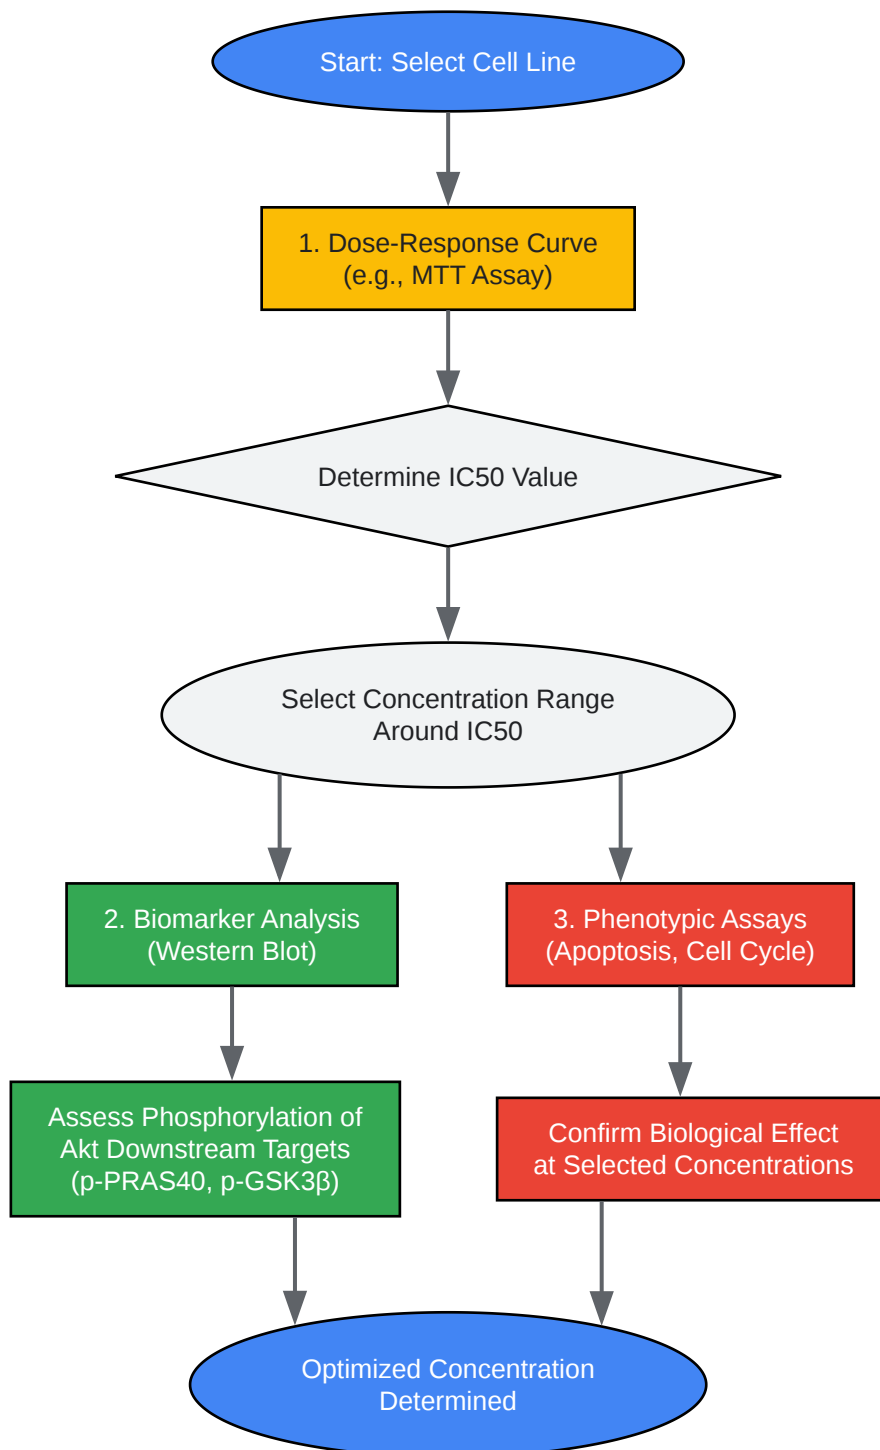 Start: Select Cell Line
1. Dose-Response Curve
(e.g., MTT Assay)
Determine IC50 Value
Select Concentration Range
Around IC50
2. Biomarker Analysis
(Western Blot)
3. Phenotypic Assays
(Apoptosis, Cell Cycle)
Assess Phosphorylation of
Akt Downstream Targets
(p-PRAS40, p-GSK3β)
Confirm Biological Effect
at Selected Concentrations
Optimized Concentration
Determined